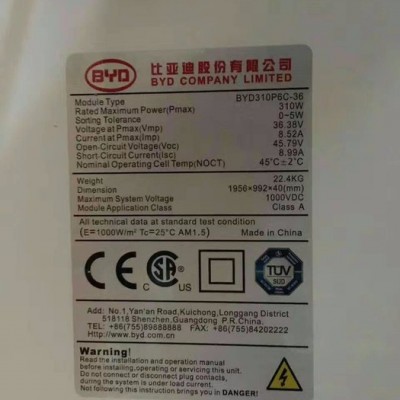 BYD
比亚迪股份有限公司
BYD COMPANY LIMITED
Module Type BYD310P6C-36
Rated Maximum Power(Pmax) 310W
Sorting Tolerance 0~5W
Voltage at Pmax(Vmp) 36.38V
Current at Pmax(Imp) 8.52A
Open-Circuit Voltage(Voc) 45.79V
Short-Circuit Current(Isc) 8.99A
Nominal Operating Cell Temp(NOCT) 45°C±2°C
Weight 22.4KG
Dimension 1956×992×40(mm)
Maximum System Voltage 1000VDC
Module Application Class Class A
All technical data at standard test condition
(E=1000W/m² Tc=25°C AM1.5) Made in China
CE
C SA US
TÜV
SÜD
Add: No.1,Yan'an Road,Kuichong,Longgang District
518118 Shenzhen,Guangdong P.R.China.
TEL: +86(755)89888888 FAX: +86(755)84202222
Http://www.byd.com.cn
Warning!
Read the installation and operation manual
before installing,operating or servicing this unit.
Do not connect or disconnect plug contacts,during
the system is under load current.
Not following this instructions brings you in DANGER!